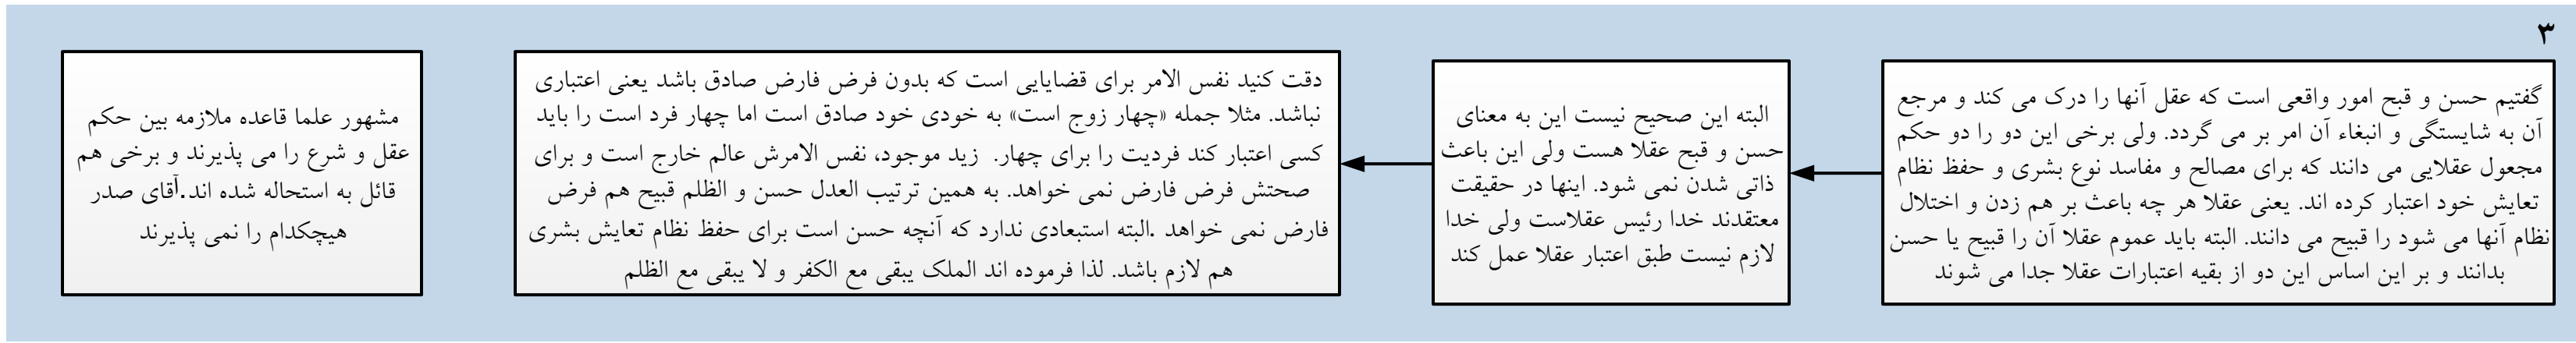 ۳
گفتیم حسن و قبح امور واقعی است که عقل آنها را درک می کند و مرجع
آن به شایستگی و انبغاء آن امر بر می گردد. ولی برخی این دو را دو حکم
مجعول عقلایی می دانند که برای مصالح و مفاسد نوع بشری و حفظ نظام
تعایش خود اعتبار کرده اند. یعنی عقلا هر چه باعث بر هم زدن و اختلال
نظام آنها می شود را قبیح می دانند. البته باید عموم عقلا آن را قبیح یا حسن
بدانند و بر این اساس این دو از بقیه اعتبارات عقلا جدا می شوند
البته این صحیح نیست این به معنای
حسن و قبح عقلا هست ولی این باعث
ذاتی شدن نمی شود. اینها در حقیقت
معتقدند خدا رئیس عقلاست ولی خدا
لازم نیست طبق اعتبار عقلا عمل کند
دقت کنید نفس الامر برای قضایایی است که بدون فرض فارض صادق باشد یعنی اعتباری
نباشد. مثلا جمله «چهار زوج است» به خودی خود صادق است اما چهار فرد است را باید
کسی اعتبار کند فردیت را برای چهار. زید موجود، نفس الامرش عالم خارج است و برای
صحتش فرض فارض نمی خواهد. به همین ترتیب العدل حسن و الظلم قبیح هم فرض
فارض نمی خواهد .البته استبعادی ندارد که آنچه حسن است برای حفظ نظام تعایش بشری
هم لازم باشد. لذا فرموده اند الملک یبقی مع الکفر و لا یبقی مع الظلم
مشهور علما قاعده ملازمه بین حکم
عقل و شرع را می پذیرند و برخی هم
قائل به استحاله شده اند.آقای صدر
هیچکدام را نمی پذیرند